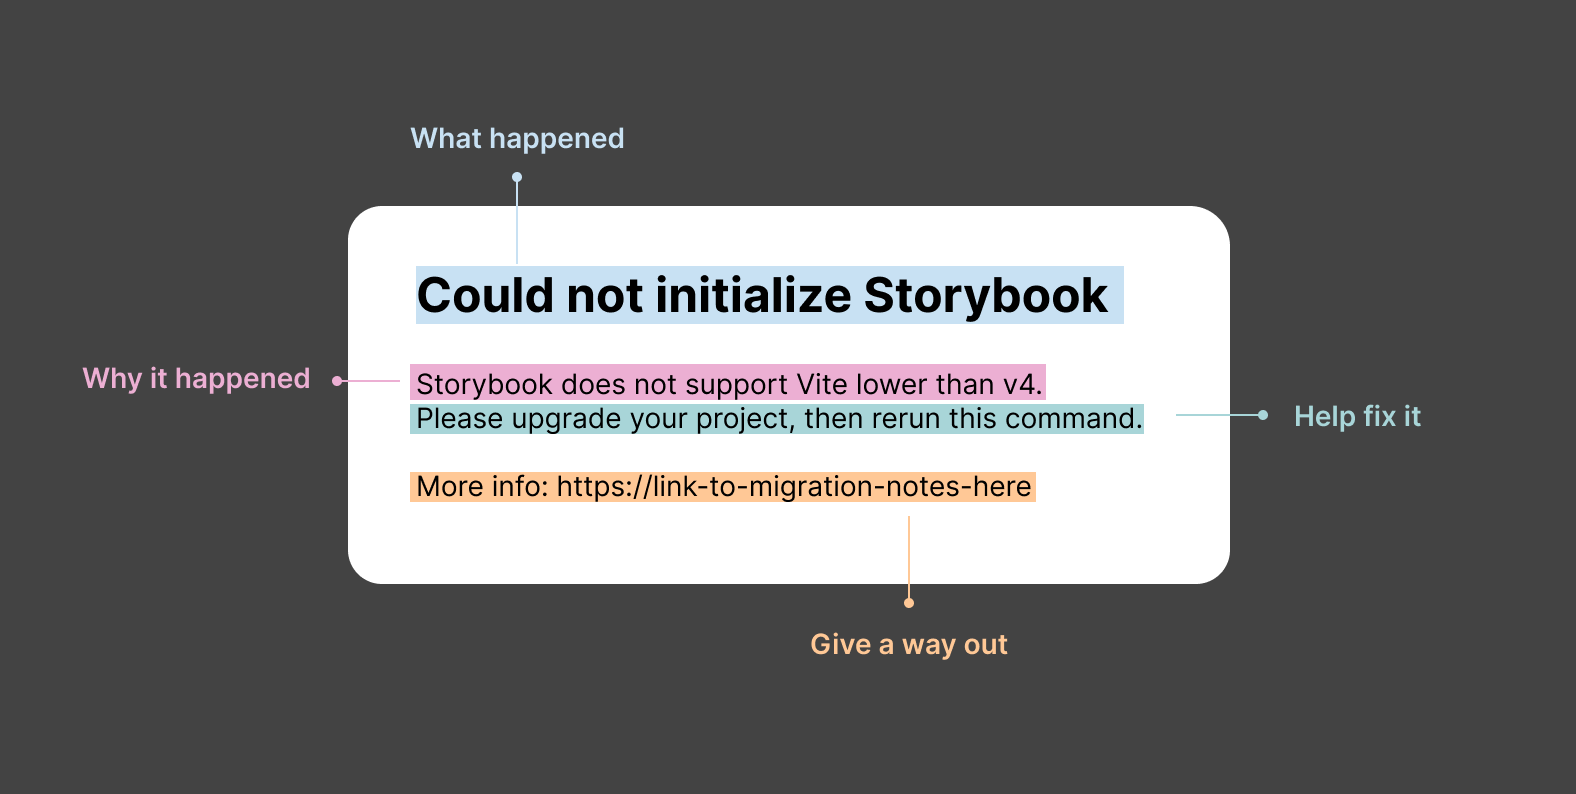 What happened
Could not initialize Storybook
Why it happened
Storybook does not support Vite lower than v4.
Please upgrade your project, then rerun this command.
Help fix it
More info: https://link-to-migration-notes-here
Give a way out